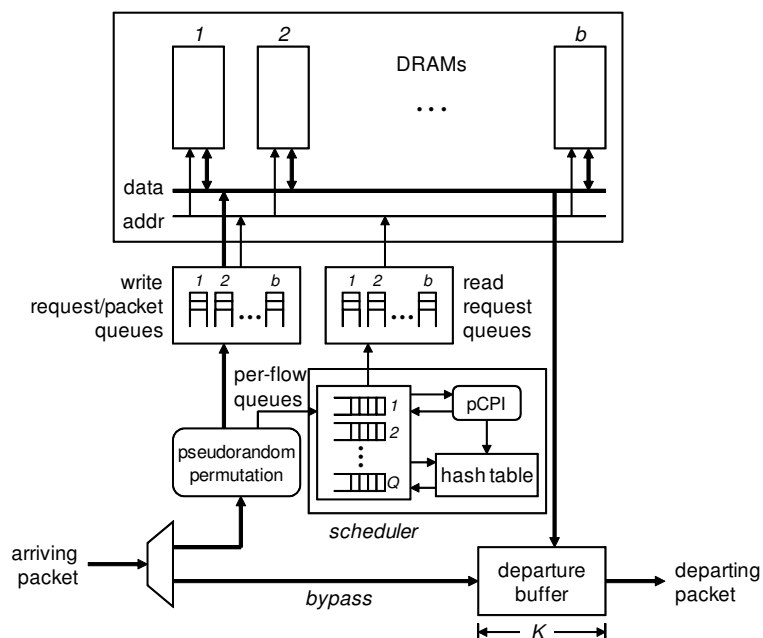 1 2 b
DRAMs
...
data
addr
write
request/packet
queues
1 2 b
...
1 2 b
...
read
request
queues
per-flow
queues
1
2
Q
pCPI
hash table
pseudorandom
permutation
scheduler
arriving
packet
bypass
departure
buffer
departing
packet
K